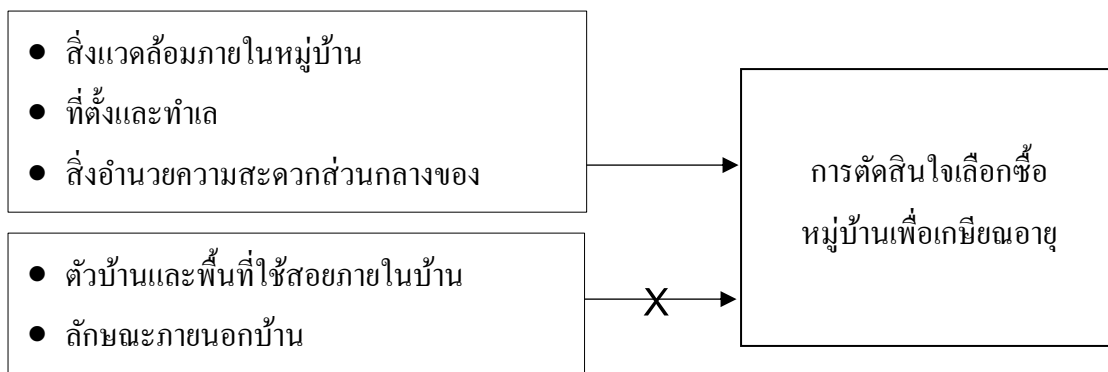 ● สิ่งแวดล้อมภายในหมู่บ้าน
● ที่ตั้งและทำเล
● สิ่งอำนวยความสะดวกส่วนกลางของ
● ตัวบ้านและพื้นที่ใช้สอยภายในบ้าน
● ลักษณะภายนอกบ้าน
X
การตัดสินใจเลือกซื้อ
หมู่บ้านเพื่อเกษียณอายุ